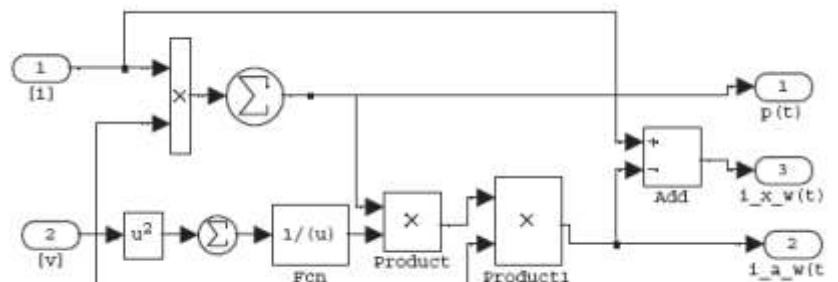 1
[i]
×
Σ
1
p(t)
+
−
Add
3
i_x_w(t)
2
[v]
u²
Σ
1/(u)
Fcn
×
Product
×
Product1
2
i_a_w(t